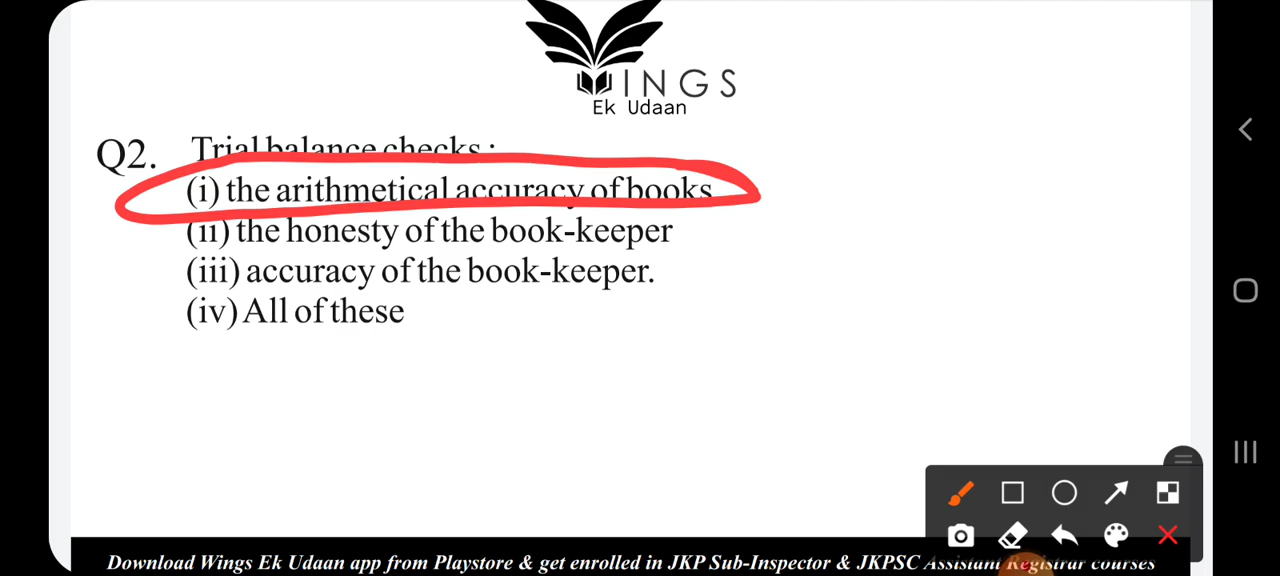 WINGS
Ek Udaan
Q2. Trial balance checks :
(i) the arithmetical accuracy of books
(ii) the honesty of the book-keeper
(iii) accuracy of the book-keeper.
(iv) All of these
Download Wings Ek Udaan app from Playstore & get enrolled in JKP Sub-Inspector & JKPSC Assistant Registrar courses